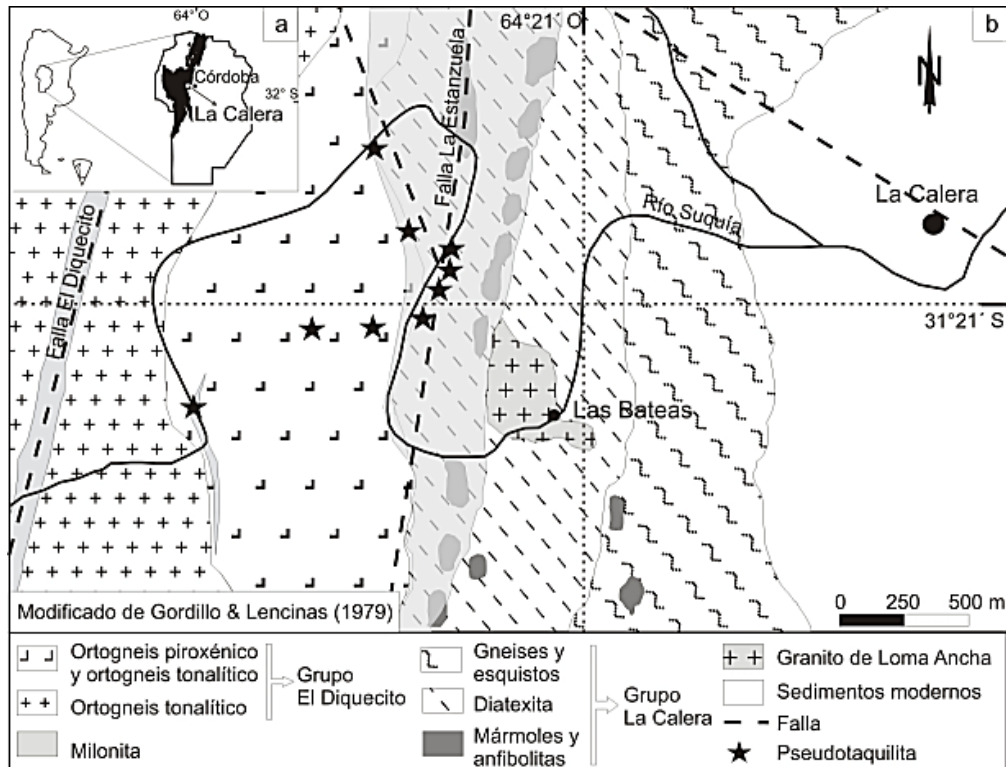 64° O
a
Córdoba
32° S
La Calera
64° 21' O
b
N
Falla La Estanzuela
Falla El Diquecito
La Calera
Río Suquía
31°21' S
Las Bateas
Modificado de Gordillo & Lencinas (1979)
0 250 500 m
Ortogneis piroxénico
y ortogneis tonalítico
Ortogneis tonalítico
Milonita
Grupo
El Diquecito
Gneises y
esquistos
Diatexita
Mármoles y
anfibolitas
Grupo
La Calera
Granito de Loma Ancha
Sedimentos modernos
Falla
Pseudotaquilita